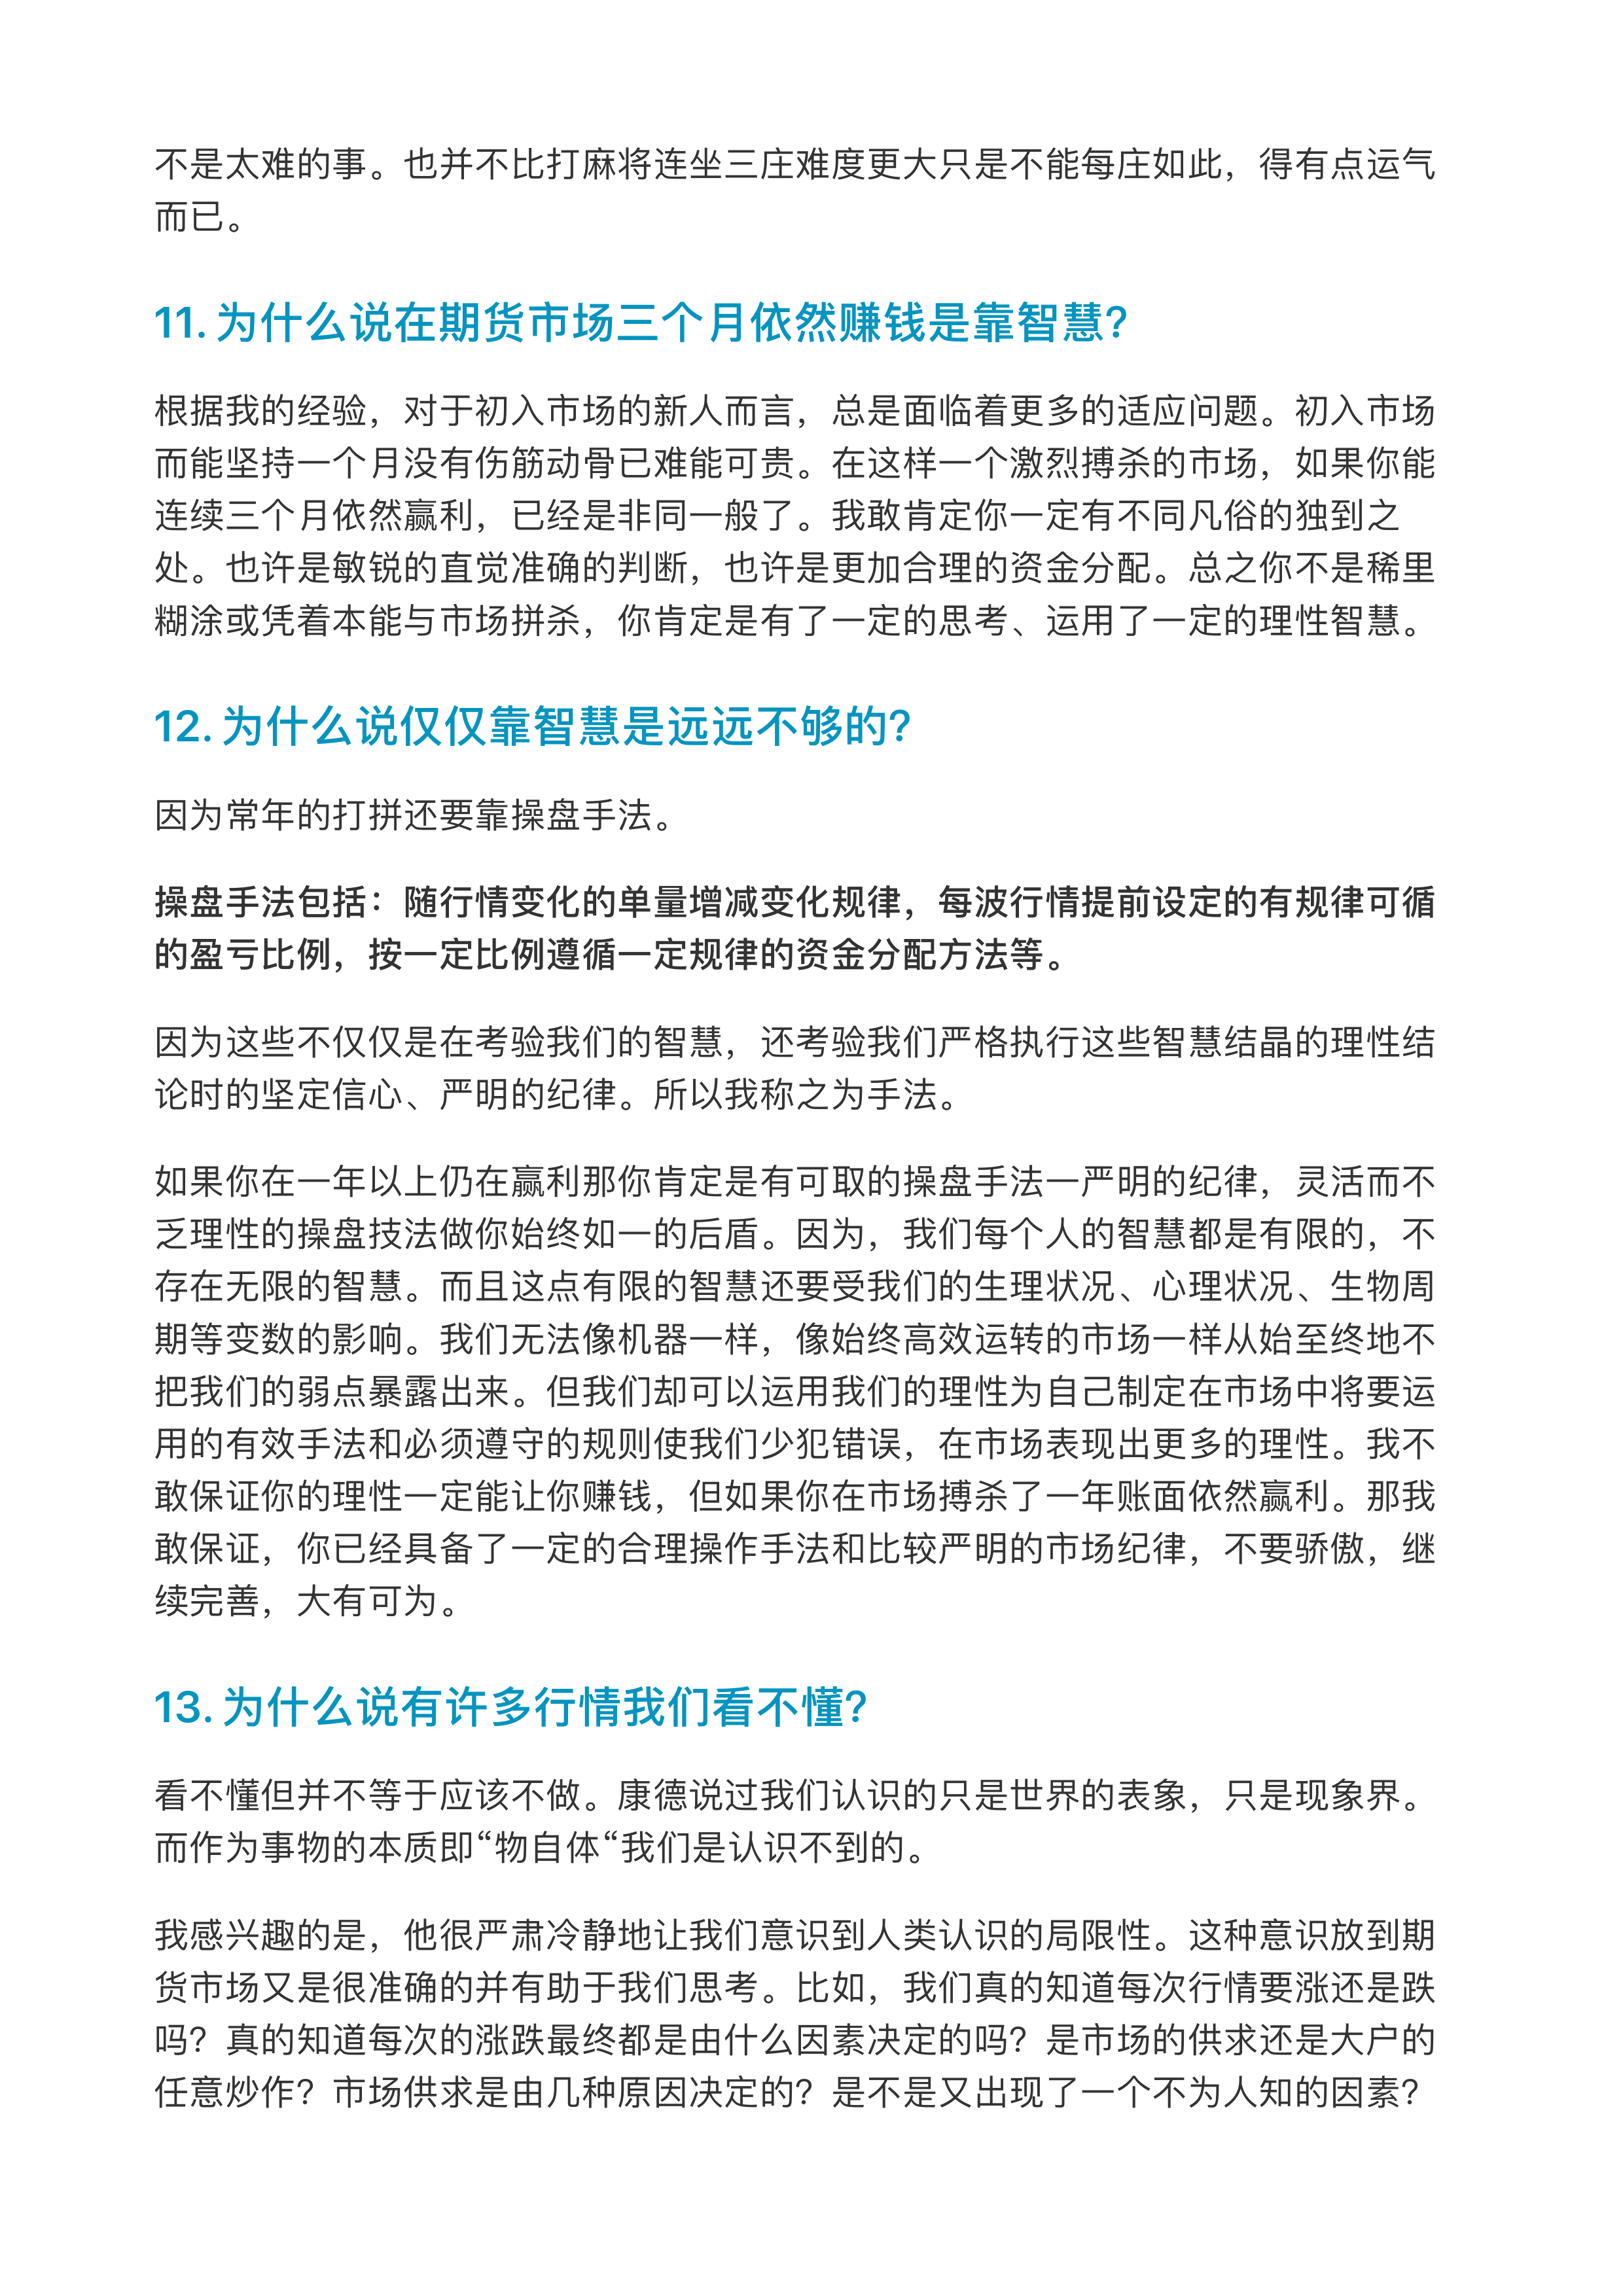 不是太难的事。也并不比打麻将连坐三庄难度更大只是不能每庄如此，得有点运气
而已。
11. 为什么说在期货市场三个月依然赚钱是靠智慧?
根据我的经验，对于初入市场的新人而言，总是面临着更多的适应问题。初入市场
而能坚持一个月没有伤筋动骨已难能可贵。在这样一个激烈搏杀的市场，如果你能
连续三个月依然赢利，已经是非同一般了。我敢肯定你一定有不同凡俗的独到之
处。也许是敏锐的直觉准确的判断，也许是更加合理的资金分配。总之你不是稀里
糊涂或凭着本能与市场拼杀，你肯定是有了一定的思考、运用了一定的理性智慧。
12. 为什么说仅仅靠智慧是远远不够的?
因为常年的打拼还要靠操盘手法。
操盘手法包括：随行情变化的单量增减变化规律，每波行情提前设定的有规律可循
的盈亏比例，按一定比例遵循一定规律的资金分配方法等。
因为这些不仅仅是在考验我们的智慧，还考验我们严格执行这些智慧结晶的理性结
论时的坚定信心、严明的纪律。所以我称之为手法。
如果你在一年以上仍在赢利那你肯定是有可取的操盘手法一严明的纪律，灵活而不
乏理性的操盘技法做你始终如一的后盾。因为，我们每个人的智慧都是有限的，不
存在无限的智慧。而且这点有限的智慧还要受我们的生理状况、心理状况、生物周
期等变数的影响。我们无法像机器一样，像始终高效运转的市场一样从始至终地不
把我们的弱点暴露出来。但我们却可以运用我们的理性为自己制定在市场中将要运
用的有效手法和必须遵守的规则使我们少犯错误，在市场表现出更多的理性。我不
敢保证你的理性一定能让你赚钱，但如果你在市场搏杀了一年账面依然赢利。那我
敢保证，你已经具备了一定的合理操作手法和比较严明的市场纪律，不要骄傲，继
续完善，大有可为。
13. 为什么说有许多行情我们看不懂?
看不懂但并不等于应该不做。康德说过我们认识的只是世界的表象，只是现象界。
而作为事物的本质即“物自体“我们是认识不到的。
我感兴趣的是，他很严肃冷静地让我们意识到人类认识的局限性。这种意识放到期
货市场又是很准确的并有助于我们思考。比如，我们真的知道每次行情要涨还是跌
吗？真的知道每次的涨跌最终都是由什么因素决定的吗？是市场的供求还是大户的
任意炒作？市场供求是由几种原因决定的？是不是又出现了一个不为人知的因素？